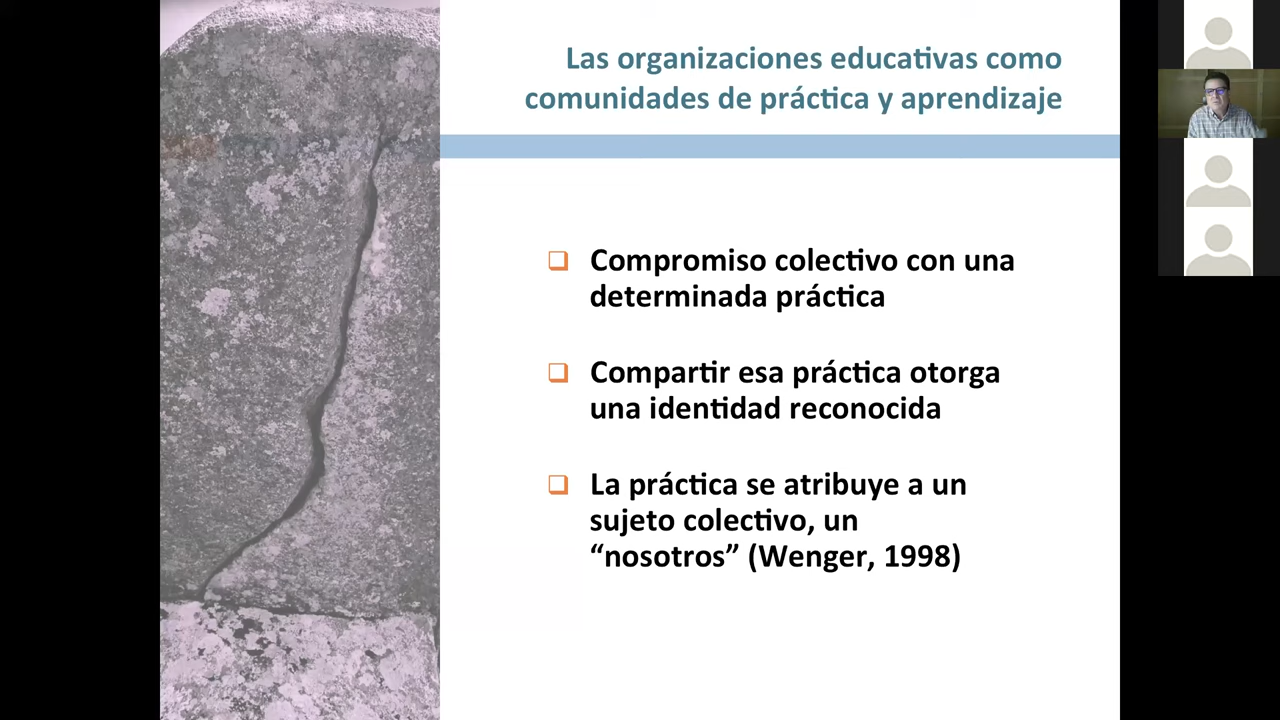 Las organizaciones educativas como
comunidades de práctica y aprendizaje
Compromiso colectivo con una
determinada práctica
Compartir esa práctica otorga
una identidad reconocida
La práctica se atribuye a un
sujeto colectivo, un
“nosotros” (Wenger, 1998)